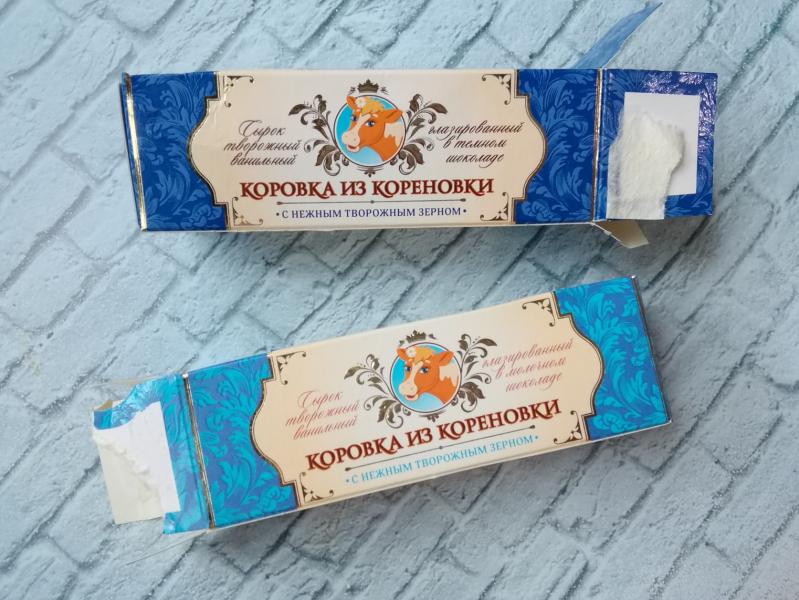 Сырок
творожный
ванильный
глазированный
в темном
шоколаде
КОРОВКА ИЗ КОРЕНОВКИ
• С НЕЖНЫМ ТВОРОЖНЫМ ЗЕРНОМ •
Сырок
творожный
ванильный
глазированный
в молочном
шоколаде
КОРОВКА ИЗ КОРЕНОВКИ
• С НЕЖНЫМ ТВОРОЖНЫМ ЗЕРНОМ •